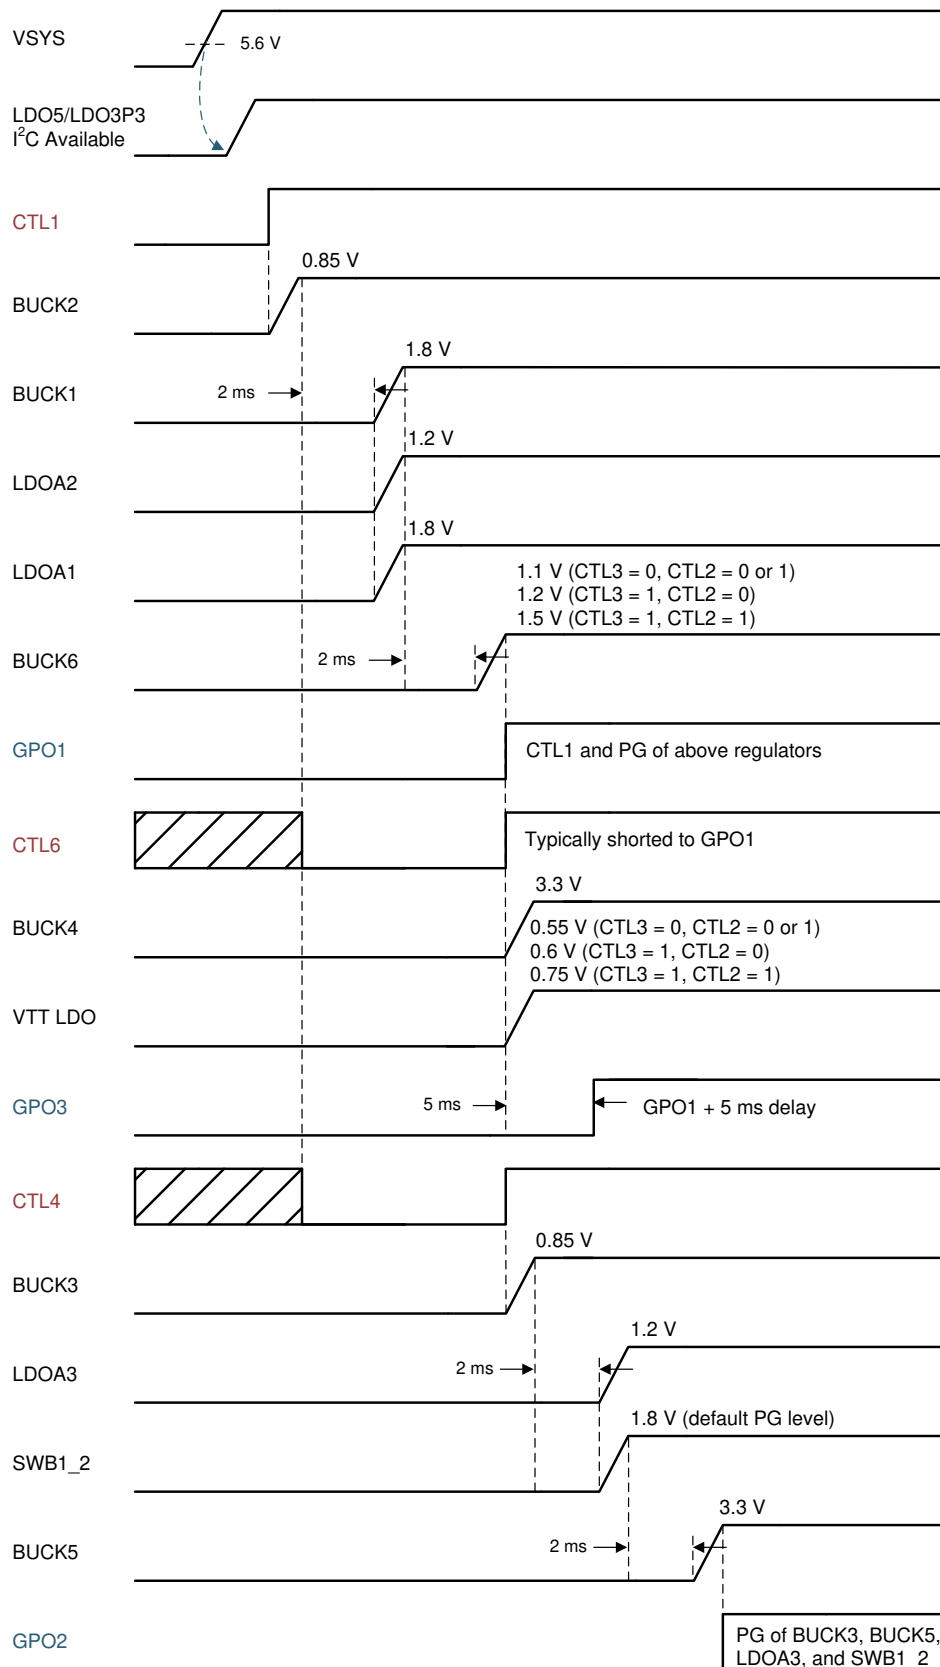 VSYS
5.6 V
LDO5/LDO3P3
I²C Available
CTL1
0.85 V
BUCK2
1.8 V
2 ms
BUCK1
1.2 V
LDOA2
1.8 V
LDOA1
1.1 V (CTL3 = 0, CTL2 = 0 or 1)
1.2 V (CTL3 = 1, CTL2 = 0)
1.5 V (CTL3 = 1, CTL2 = 1)
2 ms
BUCK6
GPO1
CTL1 and PG of above regulators
CTL6
Typically shorted to GPO1
3.3 V
BUCK4
0.55 V (CTL3 = 0, CTL2 = 0 or 1)
0.6 V (CTL3 = 1, CTL2 = 0)
0.75 V (CTL3 = 1, CTL2 = 1)
VTT LDO
GPO3
5 ms
GPO1 + 5 ms delay
CTL4
0.85 V
BUCK3
1.2 V
LDOA3
2 ms
1.8 V (default PG level)
SWB1_2
3.3 V
BUCK5
2 ms
GPO2
PG of BUCK3, BUCK5,
LDOA3, and SWB1_2